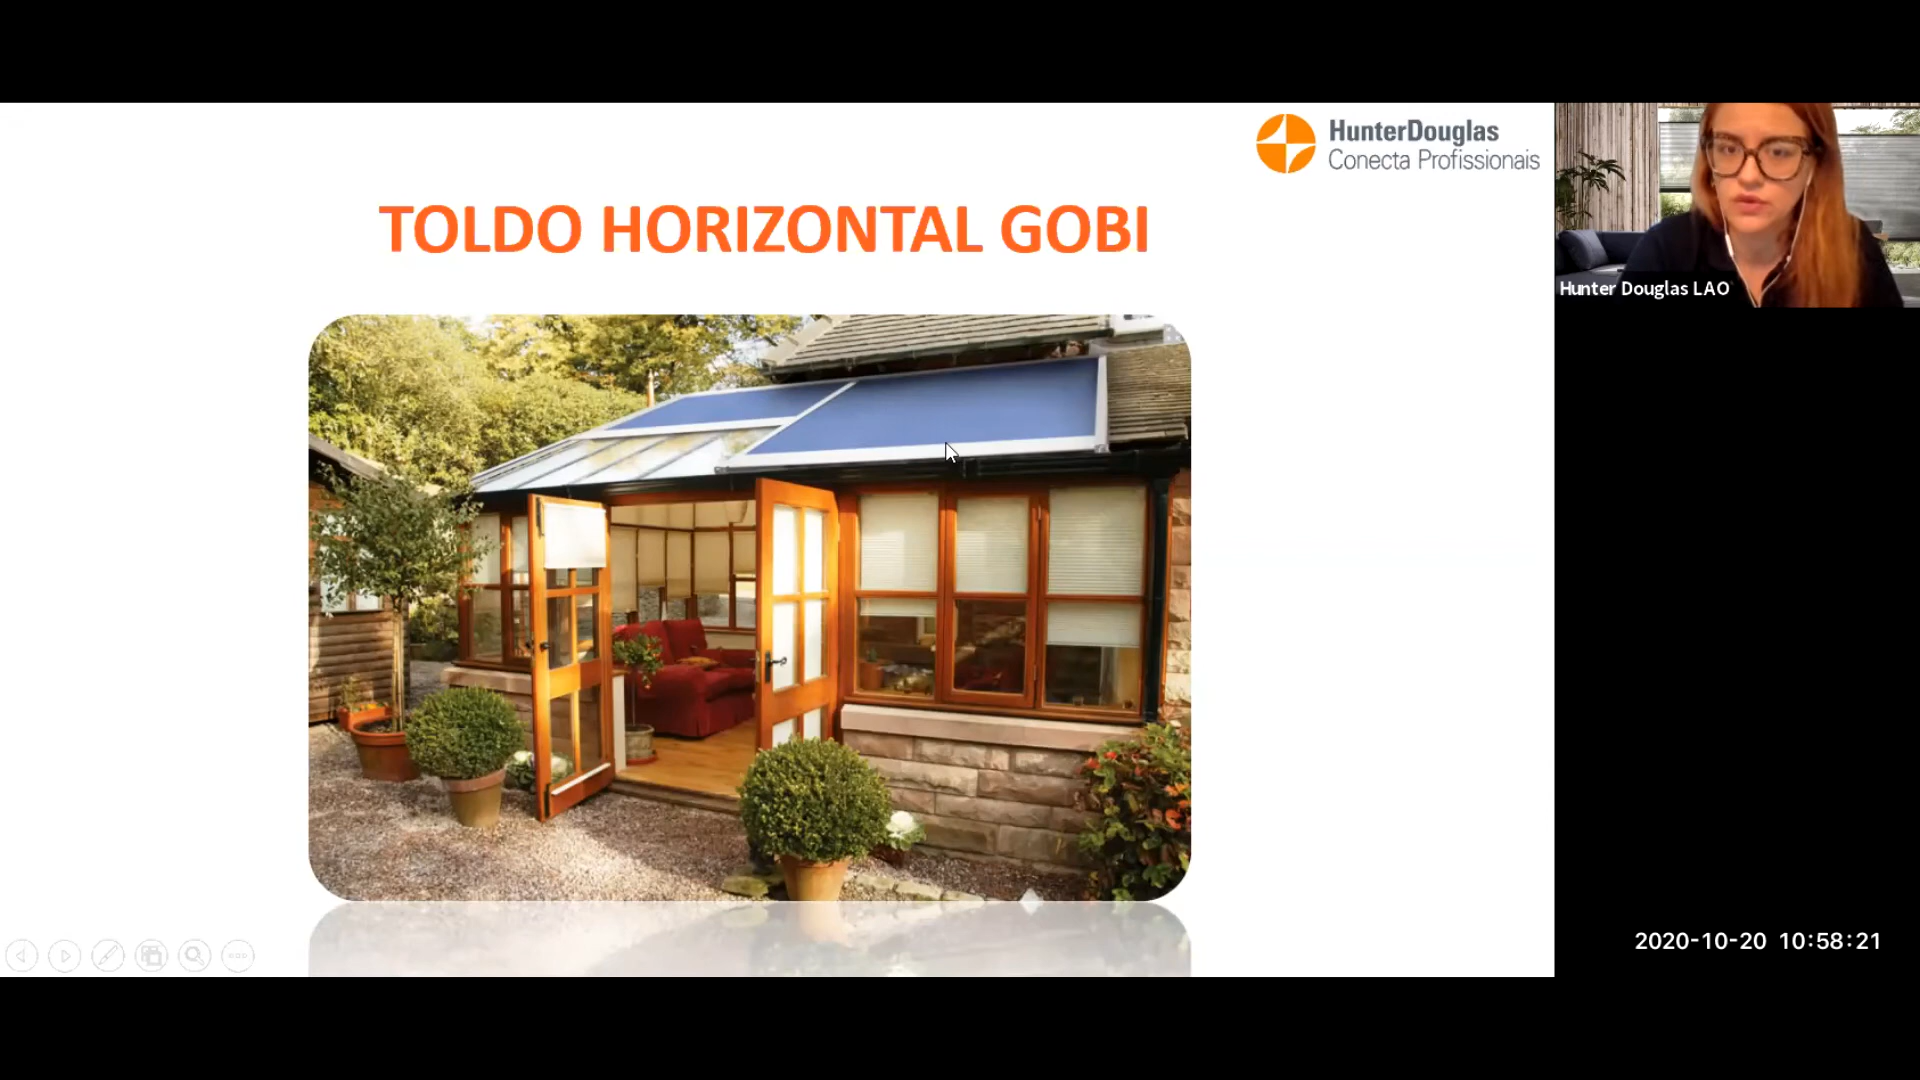 HunterDouglas
Conecta Profissionais
TOLDO HORIZONTAL GOBI
Hunter Douglas LAO
2020-10-20 10:58:21